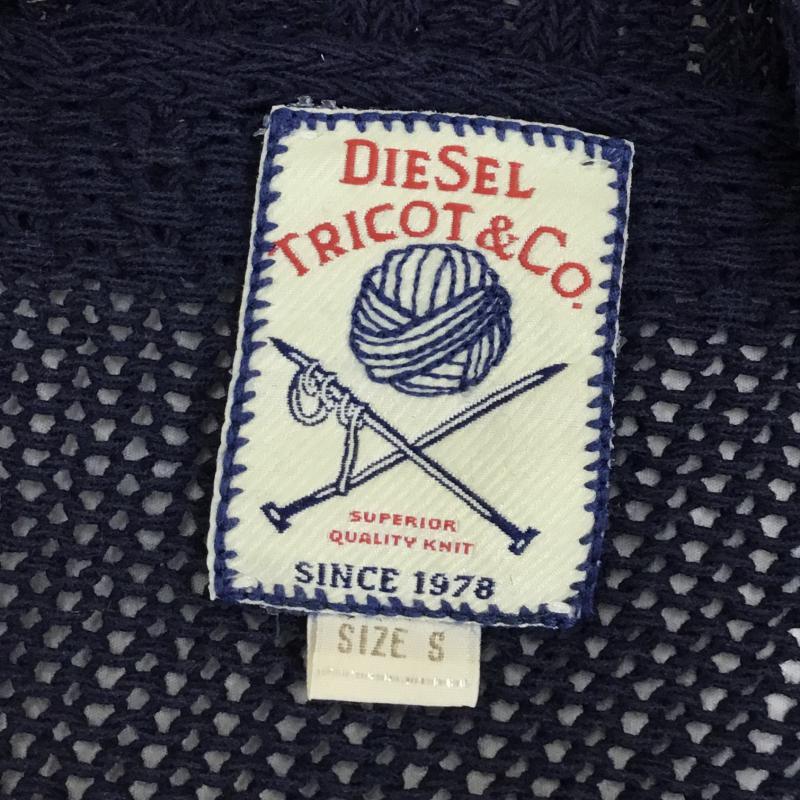 DIESEL
TRICOT & CO.
SUPERIOR
QUALITY KNIT
SINCE 1978
SIZE S